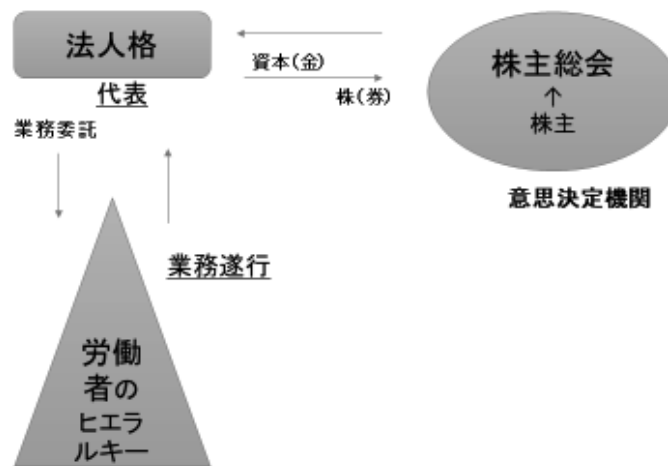 法人格
代表
業務委託
資本(金)
株(券)
株主総会
↑
株主
意思決定機関
業務遂行
労働
者の
ヒエラ
ルキー